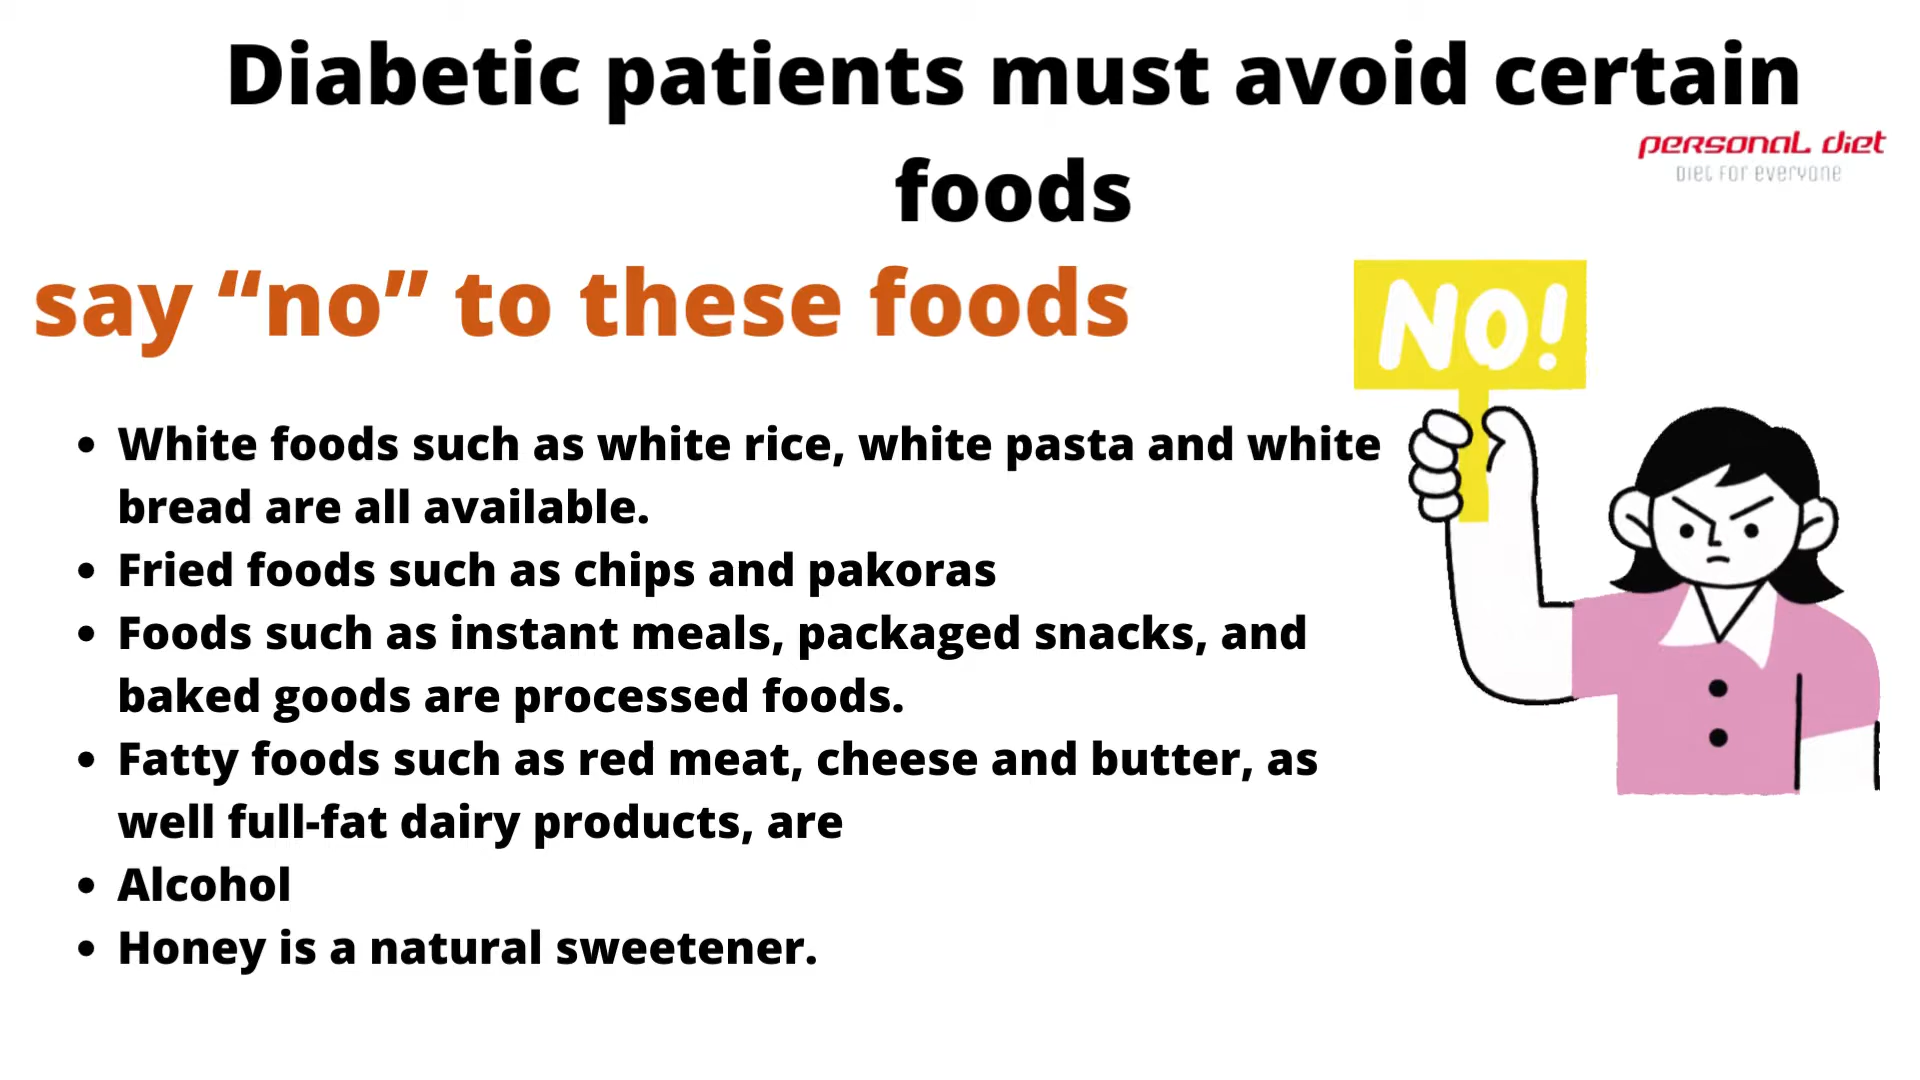 Diabetic patients must avoid certain
foods
personal diet
Diet for everyone
say “no” to these foods
NO!
• White foods such as white rice, white pasta and white
bread are all available.
• Fried foods such as chips and pakoras
• Foods such as instant meals, packaged snacks, and
baked goods are processed foods.
• Fatty foods such as red meat, cheese and butter, as
well full-fat dairy products, are
• Alcohol
• Honey is a natural sweetener.